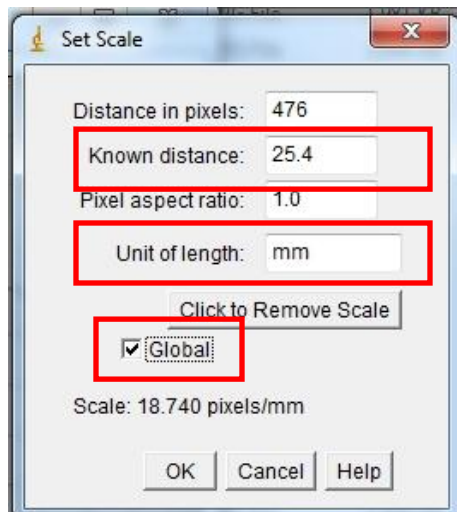 Set Scale
Distance in pixels: 476
Known distance: 25.4
Pixel aspect ratio: 1.0
Unit of length: mm
Click to Remove Scale
Global
Scale: 18.740 pixels/mm
OK Cancel Help